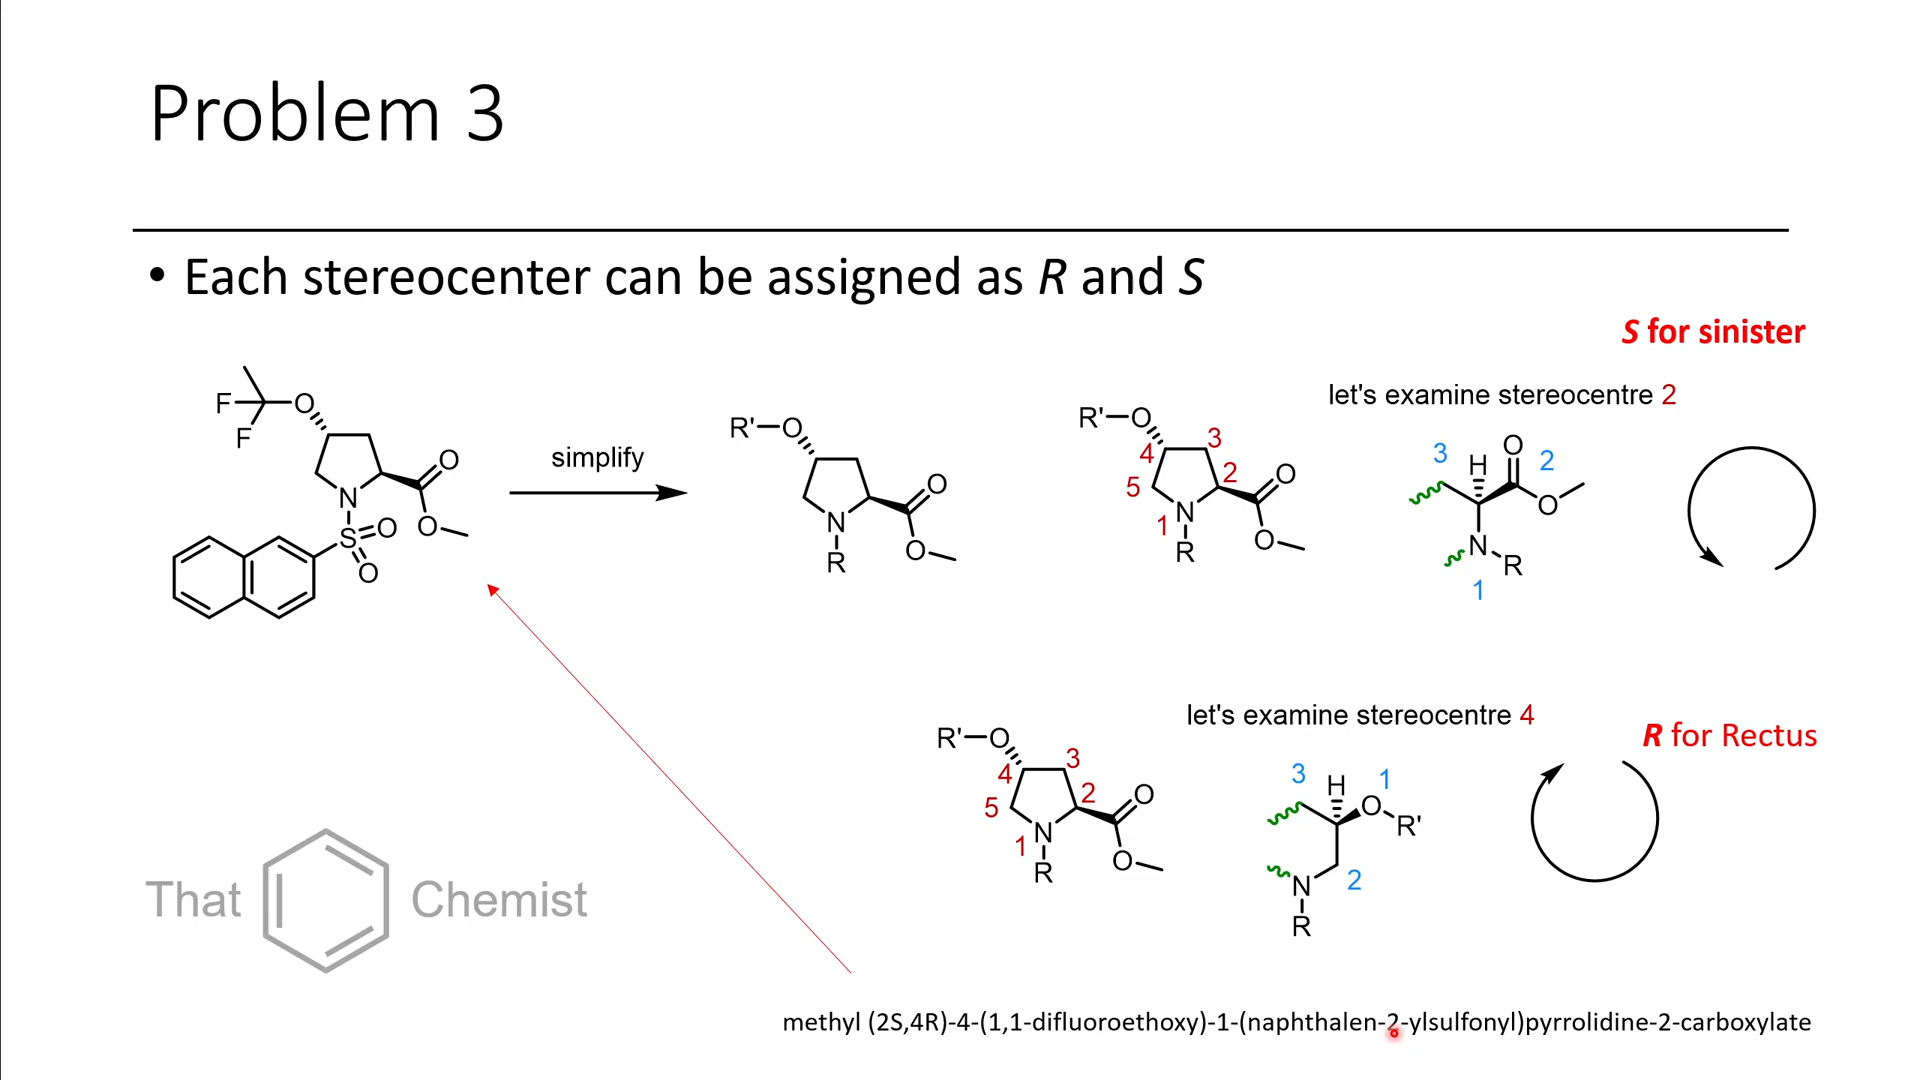 Problem 3
• Each stereocenter can be assigned as R and S
S for sinister
let's examine stereocentre 2
F
O
F
N
O
O
S
O
O
simplify
R'
O
N
R
O
O
R'
O
4
3
5
2
1
N
R
O
O
3
H
O
2
O
N
R
1
let's examine stereocentre 4
R for Rectus
R'
O
4
3
5
2
1
N
R
O
O
3
H
1
O
R'
N
2
R
That Chemist
methyl (2S,4R)-4-(1,1-difluoroethoxy)-1-(naphthalen-2-ylsulfonyl)pyrrolidine-2-carboxylate